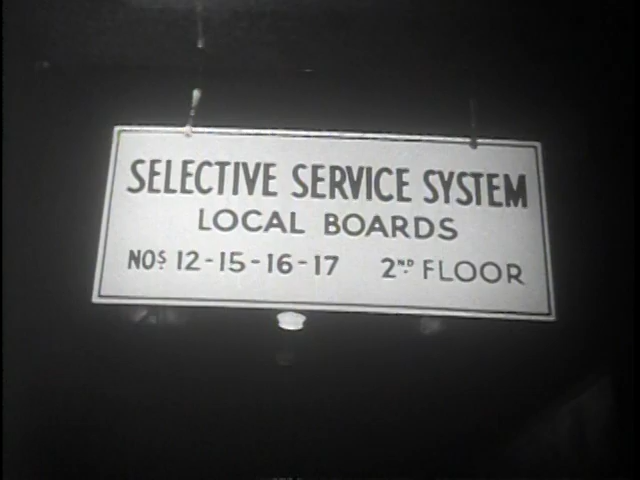 SELECTIVE SERVICE SYSTEM
LOCAL BOARDS
NOS. 12-15-16-17 2ND FLOOR